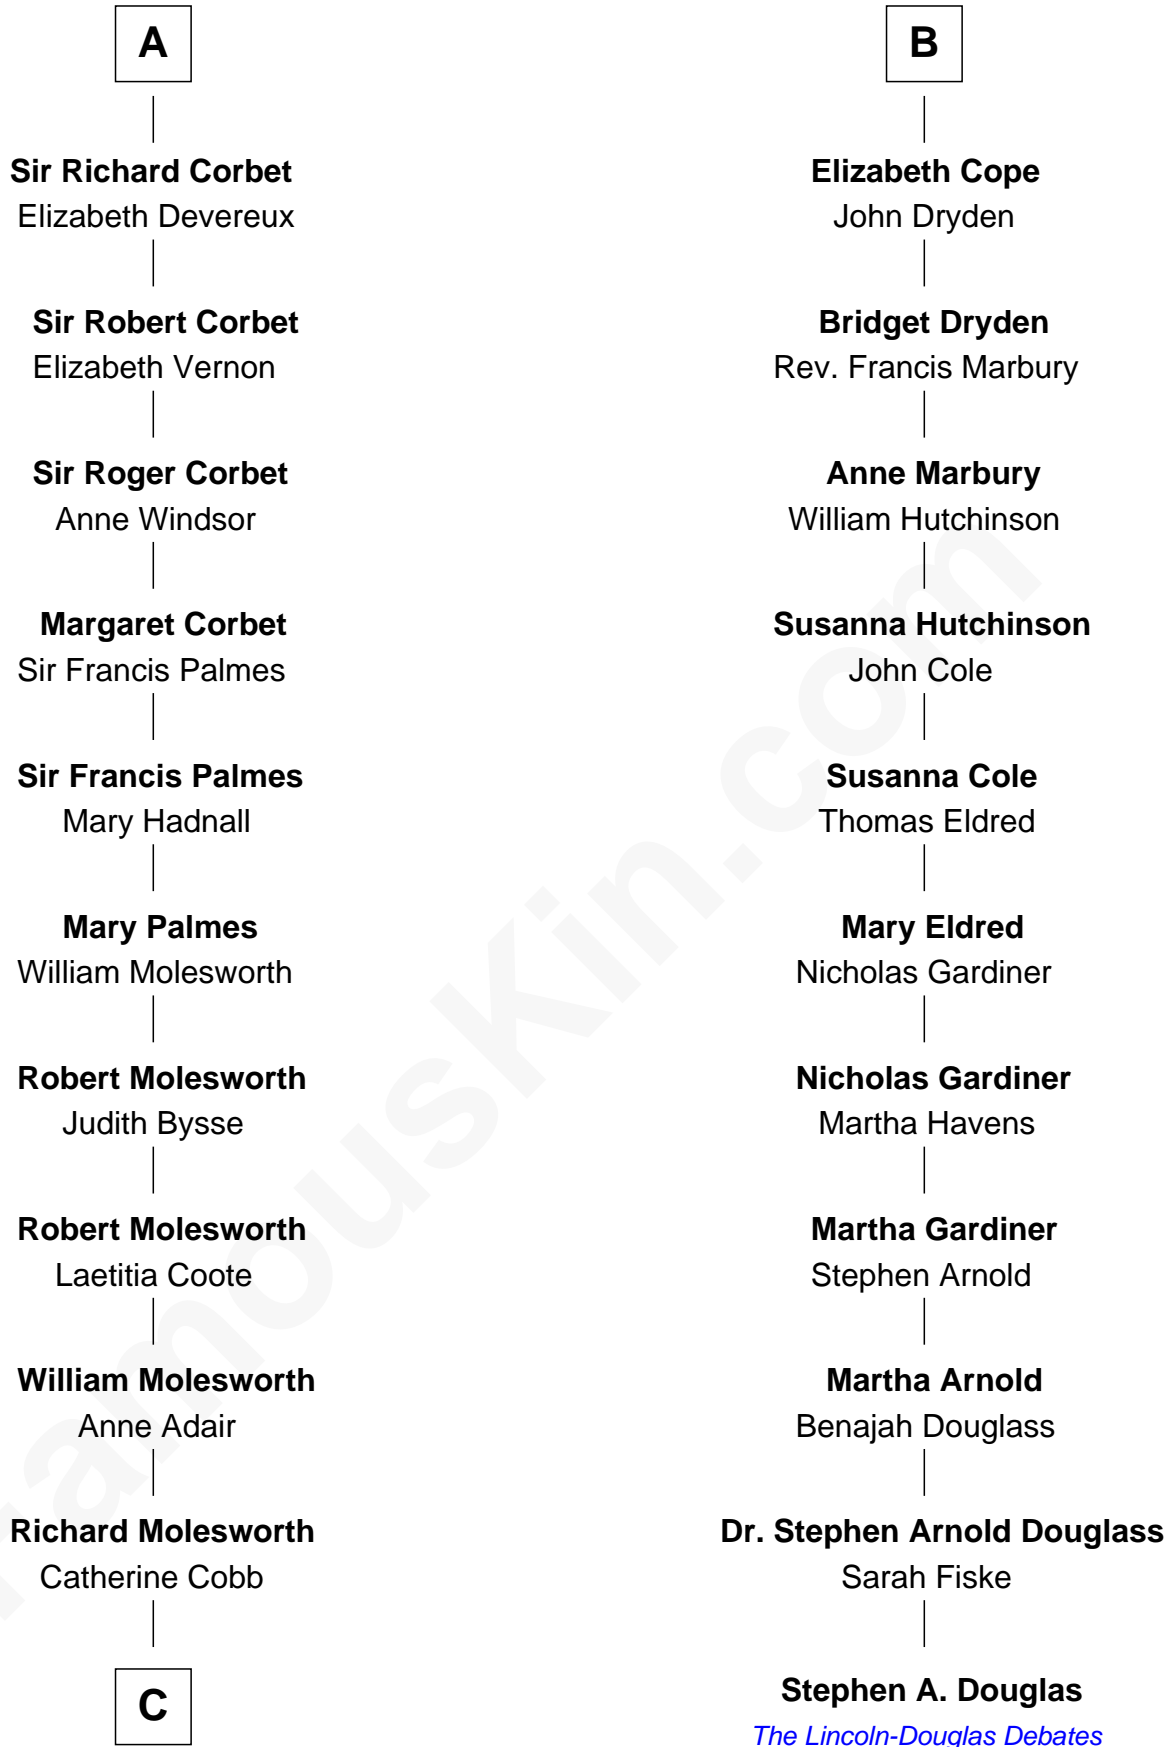 A
Sir Richard Corbet
Elizabeth Devereux
Sir Robert Corbet
Elizabeth Vernon
Sir Roger Corbet
Anne Windsor
Margaret Corbet
Sir Francis Palmes
Sir Francis Palmes
Mary Hadnall
Mary Palmes
William Molesworth
Robert Molesworth
Judith Bysse
Robert Molesworth
Laetitia Coote
William Molesworth
Anne Adair
Richard Molesworth
Catherine Cobb
C
B
Elizabeth Cope
John Dryden
Bridget Dryden
Rev. Francis Marbury
Anne Marbury
William Hutchinson
Susanna Hutchinson
John Cole
Susanna Cole
Thomas Eldred
Mary Eldred
Nicholas Gardiner
Nicholas Gardiner
Martha Havens
Martha Gardiner
Stephen Arnold
Martha Arnold
Benajah Douglass
Dr. Stephen Arnold Douglass
Sarah Fiske
Stephen A. Douglas
The Lincoln-Douglas Debates
FamousKin.com